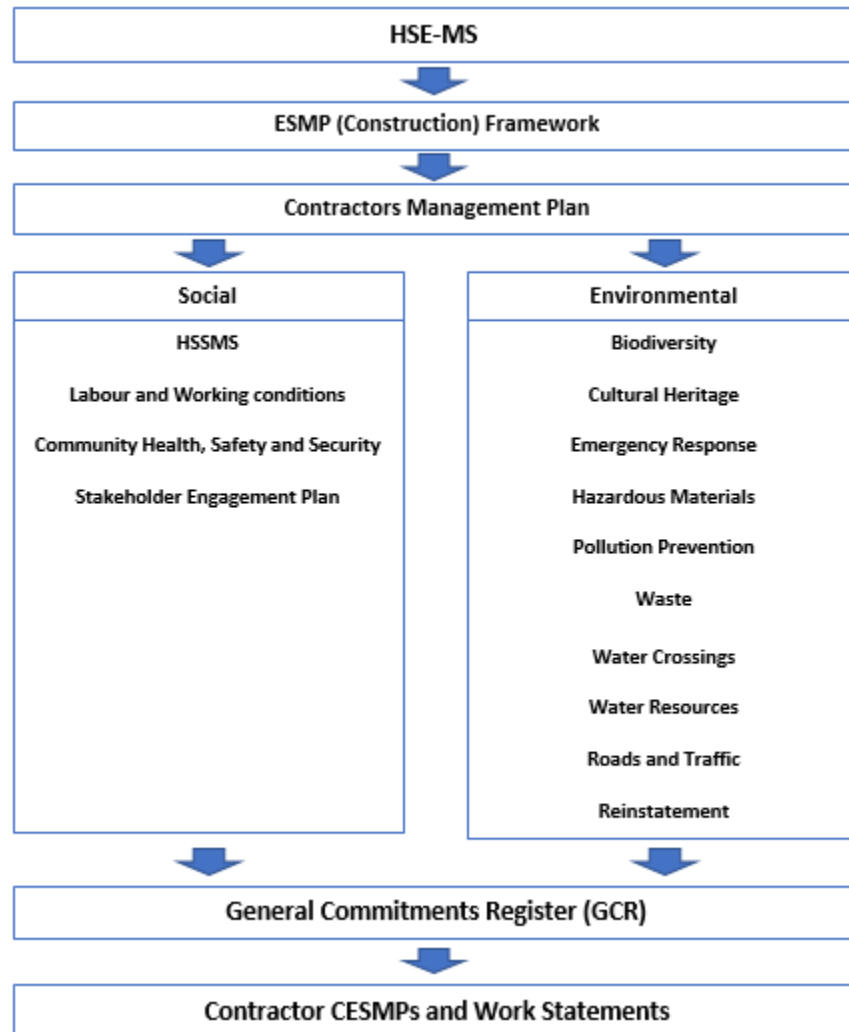 HSE-MS
ESMP (Construction) Framework
Contractors Management Plan
Social
HSSMS
Labour and Working conditions
Community Health, Safety and Security
Stakeholder Engagement Plan
Environmental
Biodiversity
Cultural Heritage
Emergency Response
Hazardous Materials
Pollution Prevention
Waste
Water Crossings
Water Resources
Roads and Traffic
Reinstatement
General Commitments Register (GCR)
Contractor CESMPs and Work Statements